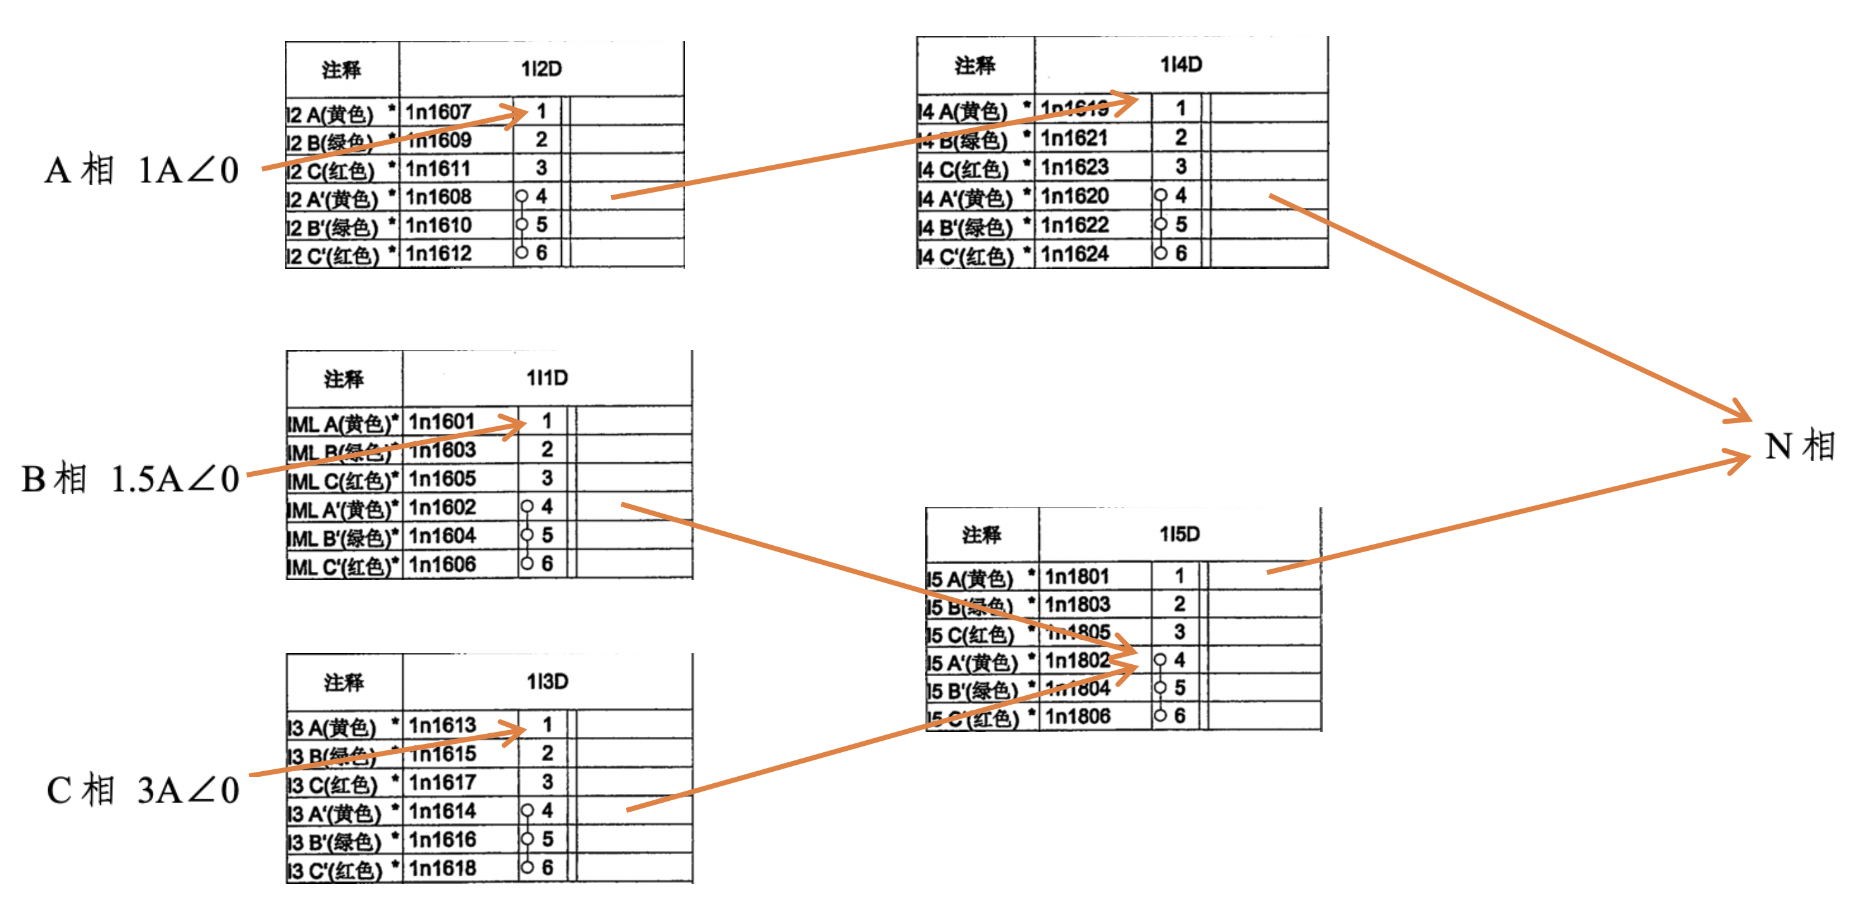 注释 1I2D
I2 A(黄色) * 1n1607 1
I2 B(绿色) * 1n1609 2
I2 C(红色) * 1n1611 3
I2 A'(黄色) * 1n1608 4
I2 B'(绿色) * 1n1610 5
I2 C'(红色) * 1n1612 6
A相 1A∠0
注释 1I4D
I4 A(黄色) * 1n1619 1
I4 B(绿色) * 1n1621 2
I4 C(红色) * 1n1623 3
I4 A'(黄色) * 1n1620 4
I4 B'(绿色) * 1n1622 5
I4 C'(红色) * 1n1624 6
注释 1I1D
IML A(黄色)* 1n1601 1
IML B(绿色)* 1n1603 2
IML C(红色)* 1n1605 3
IML A'(黄色)* 1n1602 4
IML B'(绿色)* 1n1604 5
IML C'(红色)* 1n1606 6
B相 1.5A∠0
N相
注释 1I5D
I5 A(黄色) * 1n1801 1
I5 B(绿色) * 1n1803 2
I5 C(红色) * 1n1805 3
I5 A'(黄色) * 1n1802 4
I5 B'(绿色) * 1n1804 5
I5 C'(红色) * 1n1806 6
注释 1I3D
I3 A(黄色) * 1n1613 1
I3 B(绿色) * 1n1615 2
I3 C(红色) * 1n1617 3
I3 A'(黄色) * 1n1614 4
I3 B'(绿色) * 1n1616 5
I3 C'(红色) * 1n1618 6
C相 3A∠0